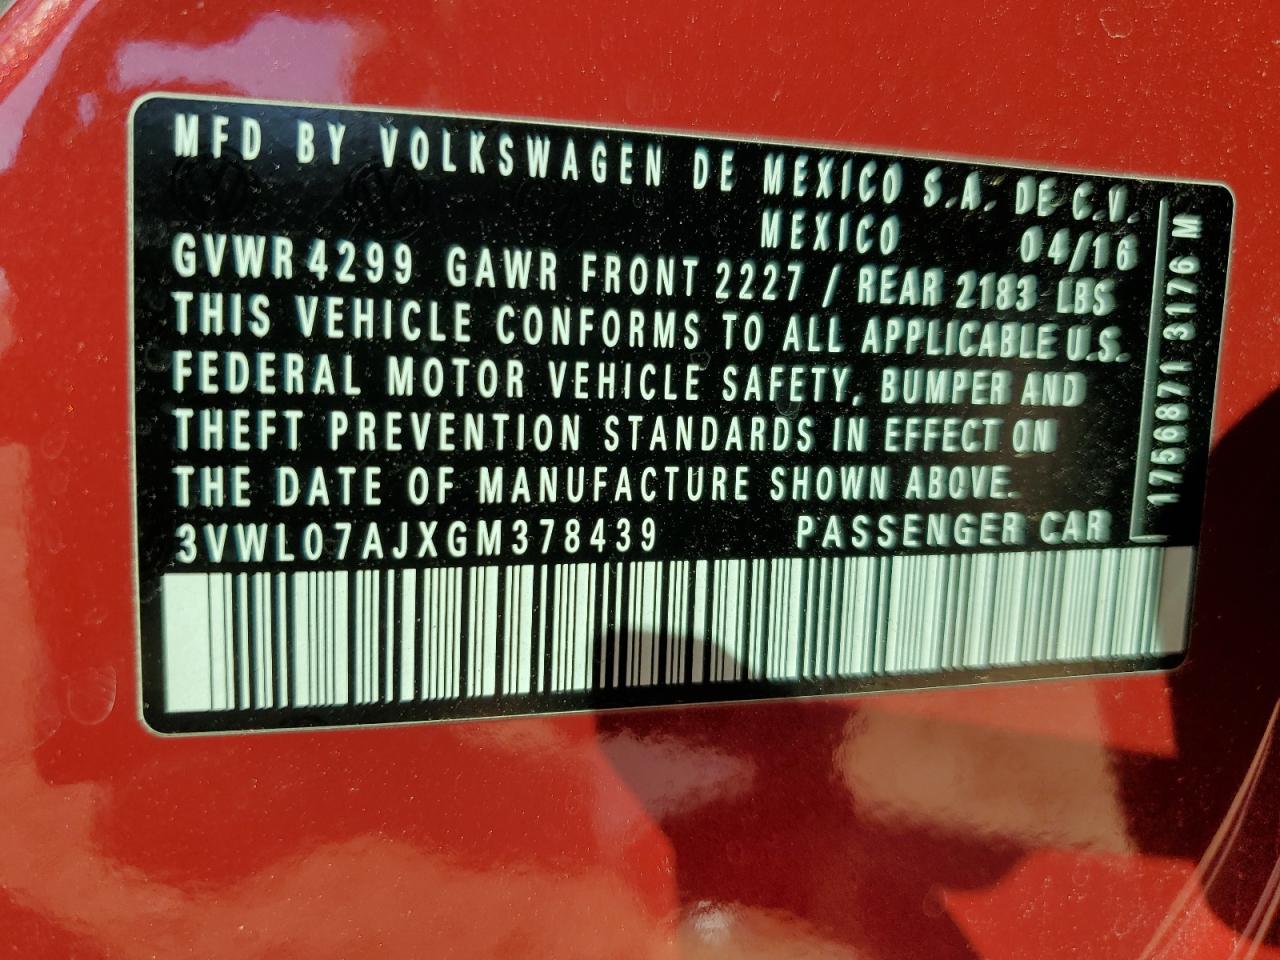 MFD BY VOLKSWAGEN DE MEXICO S.A. DE C.V.
MEXICO 04/16
GVWR 4299 GAWR FRONT 2227 / REAR 2183 LBS
THIS VEHICLE CONFORMS TO ALL APPLICABLE U.S.
FEDERAL MOTOR VEHICLE SAFETY, BUMPER AND
THEFT PREVENTION STANDARDS IN EFFECT ON
THE DATE OF MANUFACTURE SHOWN ABOVE.
3VWL07AJXGM378439 PASSENGER CAR
1756871 3176 M